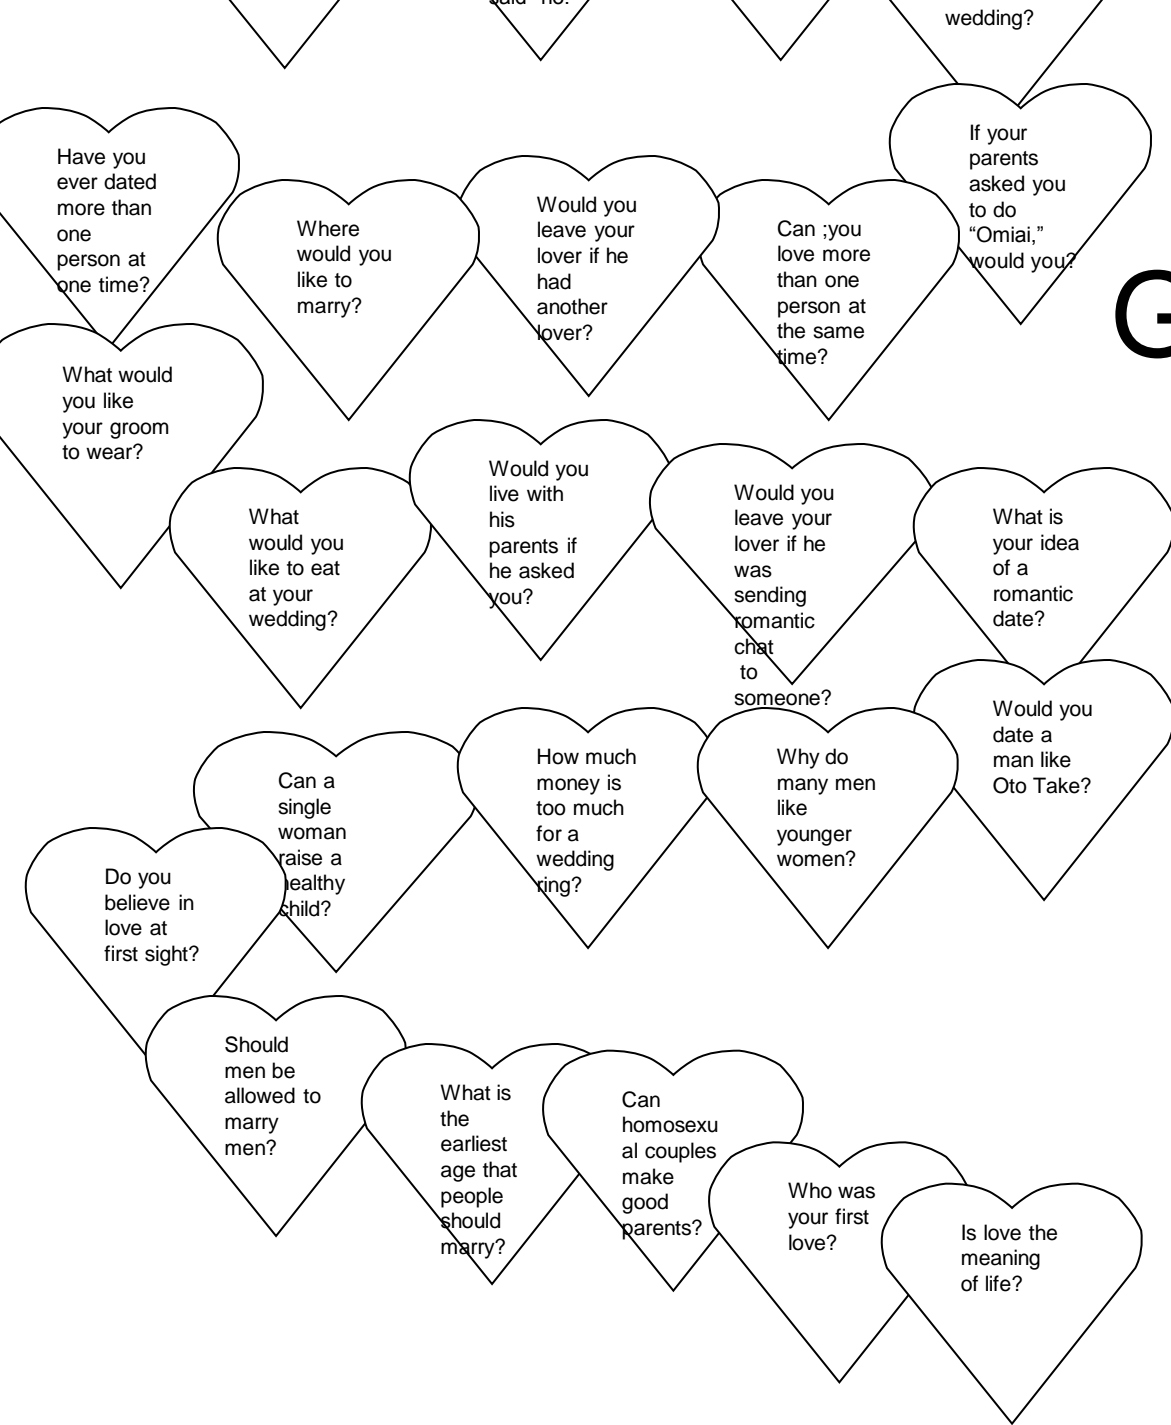 wedding?
If your
parents
asked you
to do
“Omiai,”
would you?
Have you
ever dated
more than
one
person at
one time?
Where
would you
like to
marry?
Would you
leave your
lover if he
had
another
lover?
Can ;you
love more
than one
person at
the same
time?
G
What would
you like
your groom
to wear?
What
would you
like to eat
at your
wedding?
Would you
live with
his
parents if
he asked
you?
Would you
leave your
lover if he
was
sending
romantic
chat
to
someone?
What is
your idea
of a
romantic
date?
Would you
date a
man like
Oto Take?
Why do
many men
like
younger
women?
How much
money is
too much
for a
wedding
ring?
Can a
single
woman
raise a
healthy
child?
Do you
believe in
love at
first sight?
Should
men be
allowed to
marry
men?
What is
the
earliest
age that
people
should
marry?
Can
homosexu
al couples
make
good
parents?
Who was
your first
love?
Is love the
meaning
of life?